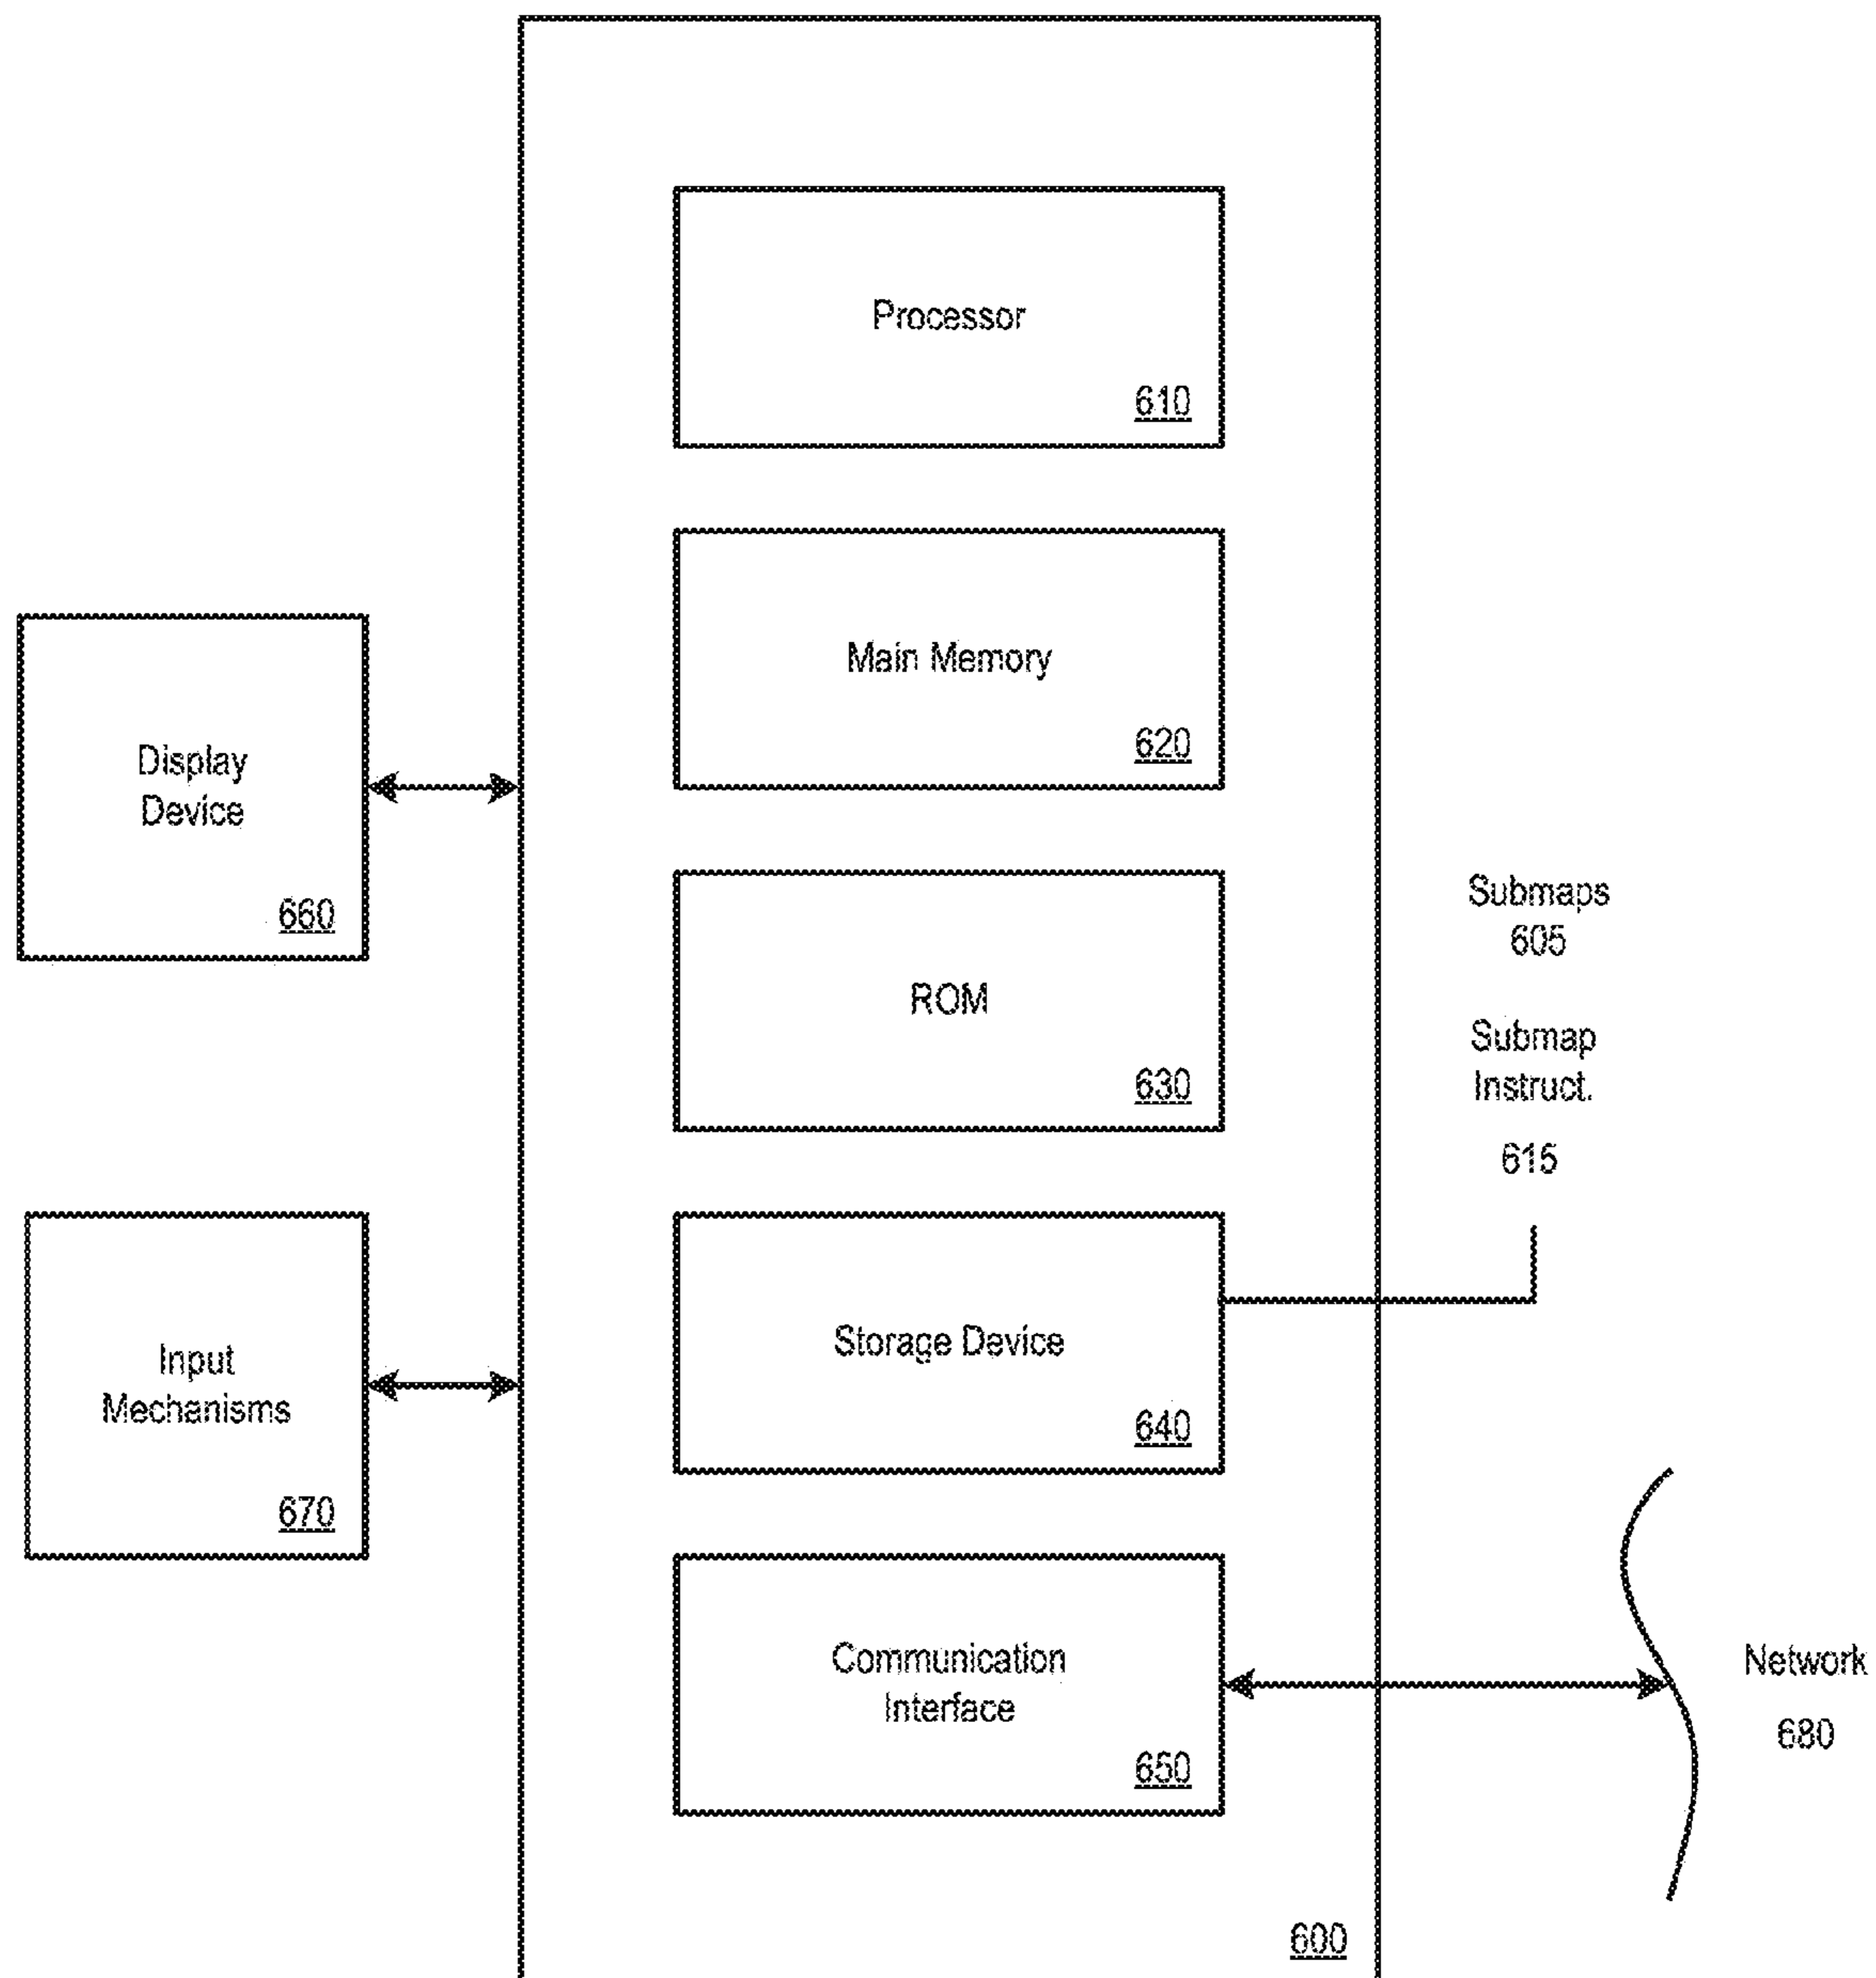 Processor
610
Main Memory
620
Display
Device
660
ROM
630
Submaps
605
Submap
Instruct.
615
Storage Device
640
Input
Mechanisms
670
Communication
Interface
650
Network
680
600